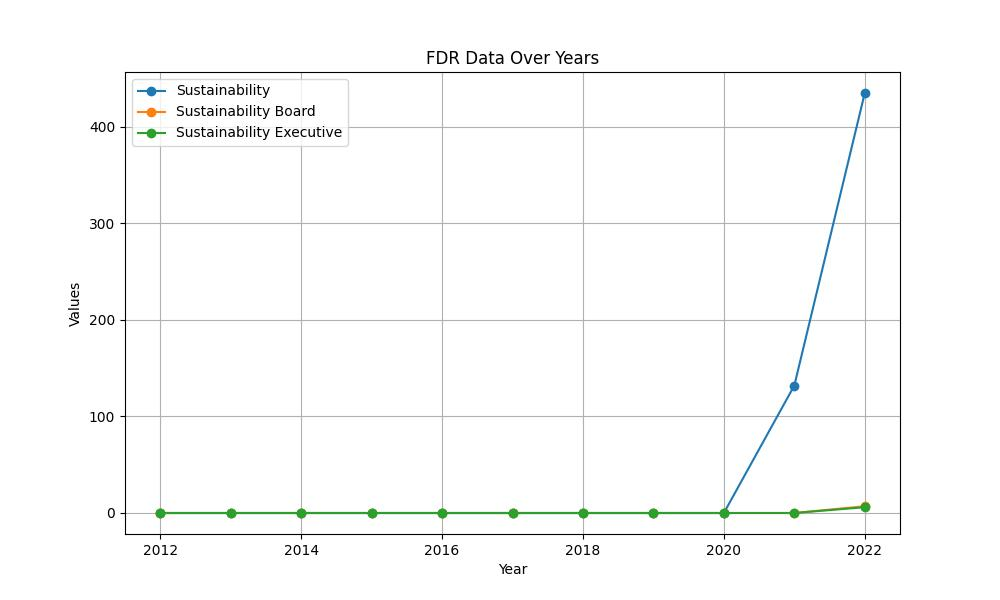 FDR Data Over Years
Sustainability
Sustainability Board
Sustainability Executive
400
300
200
100
0
Values
2012
2014
2016
2018
2020
2022
Year